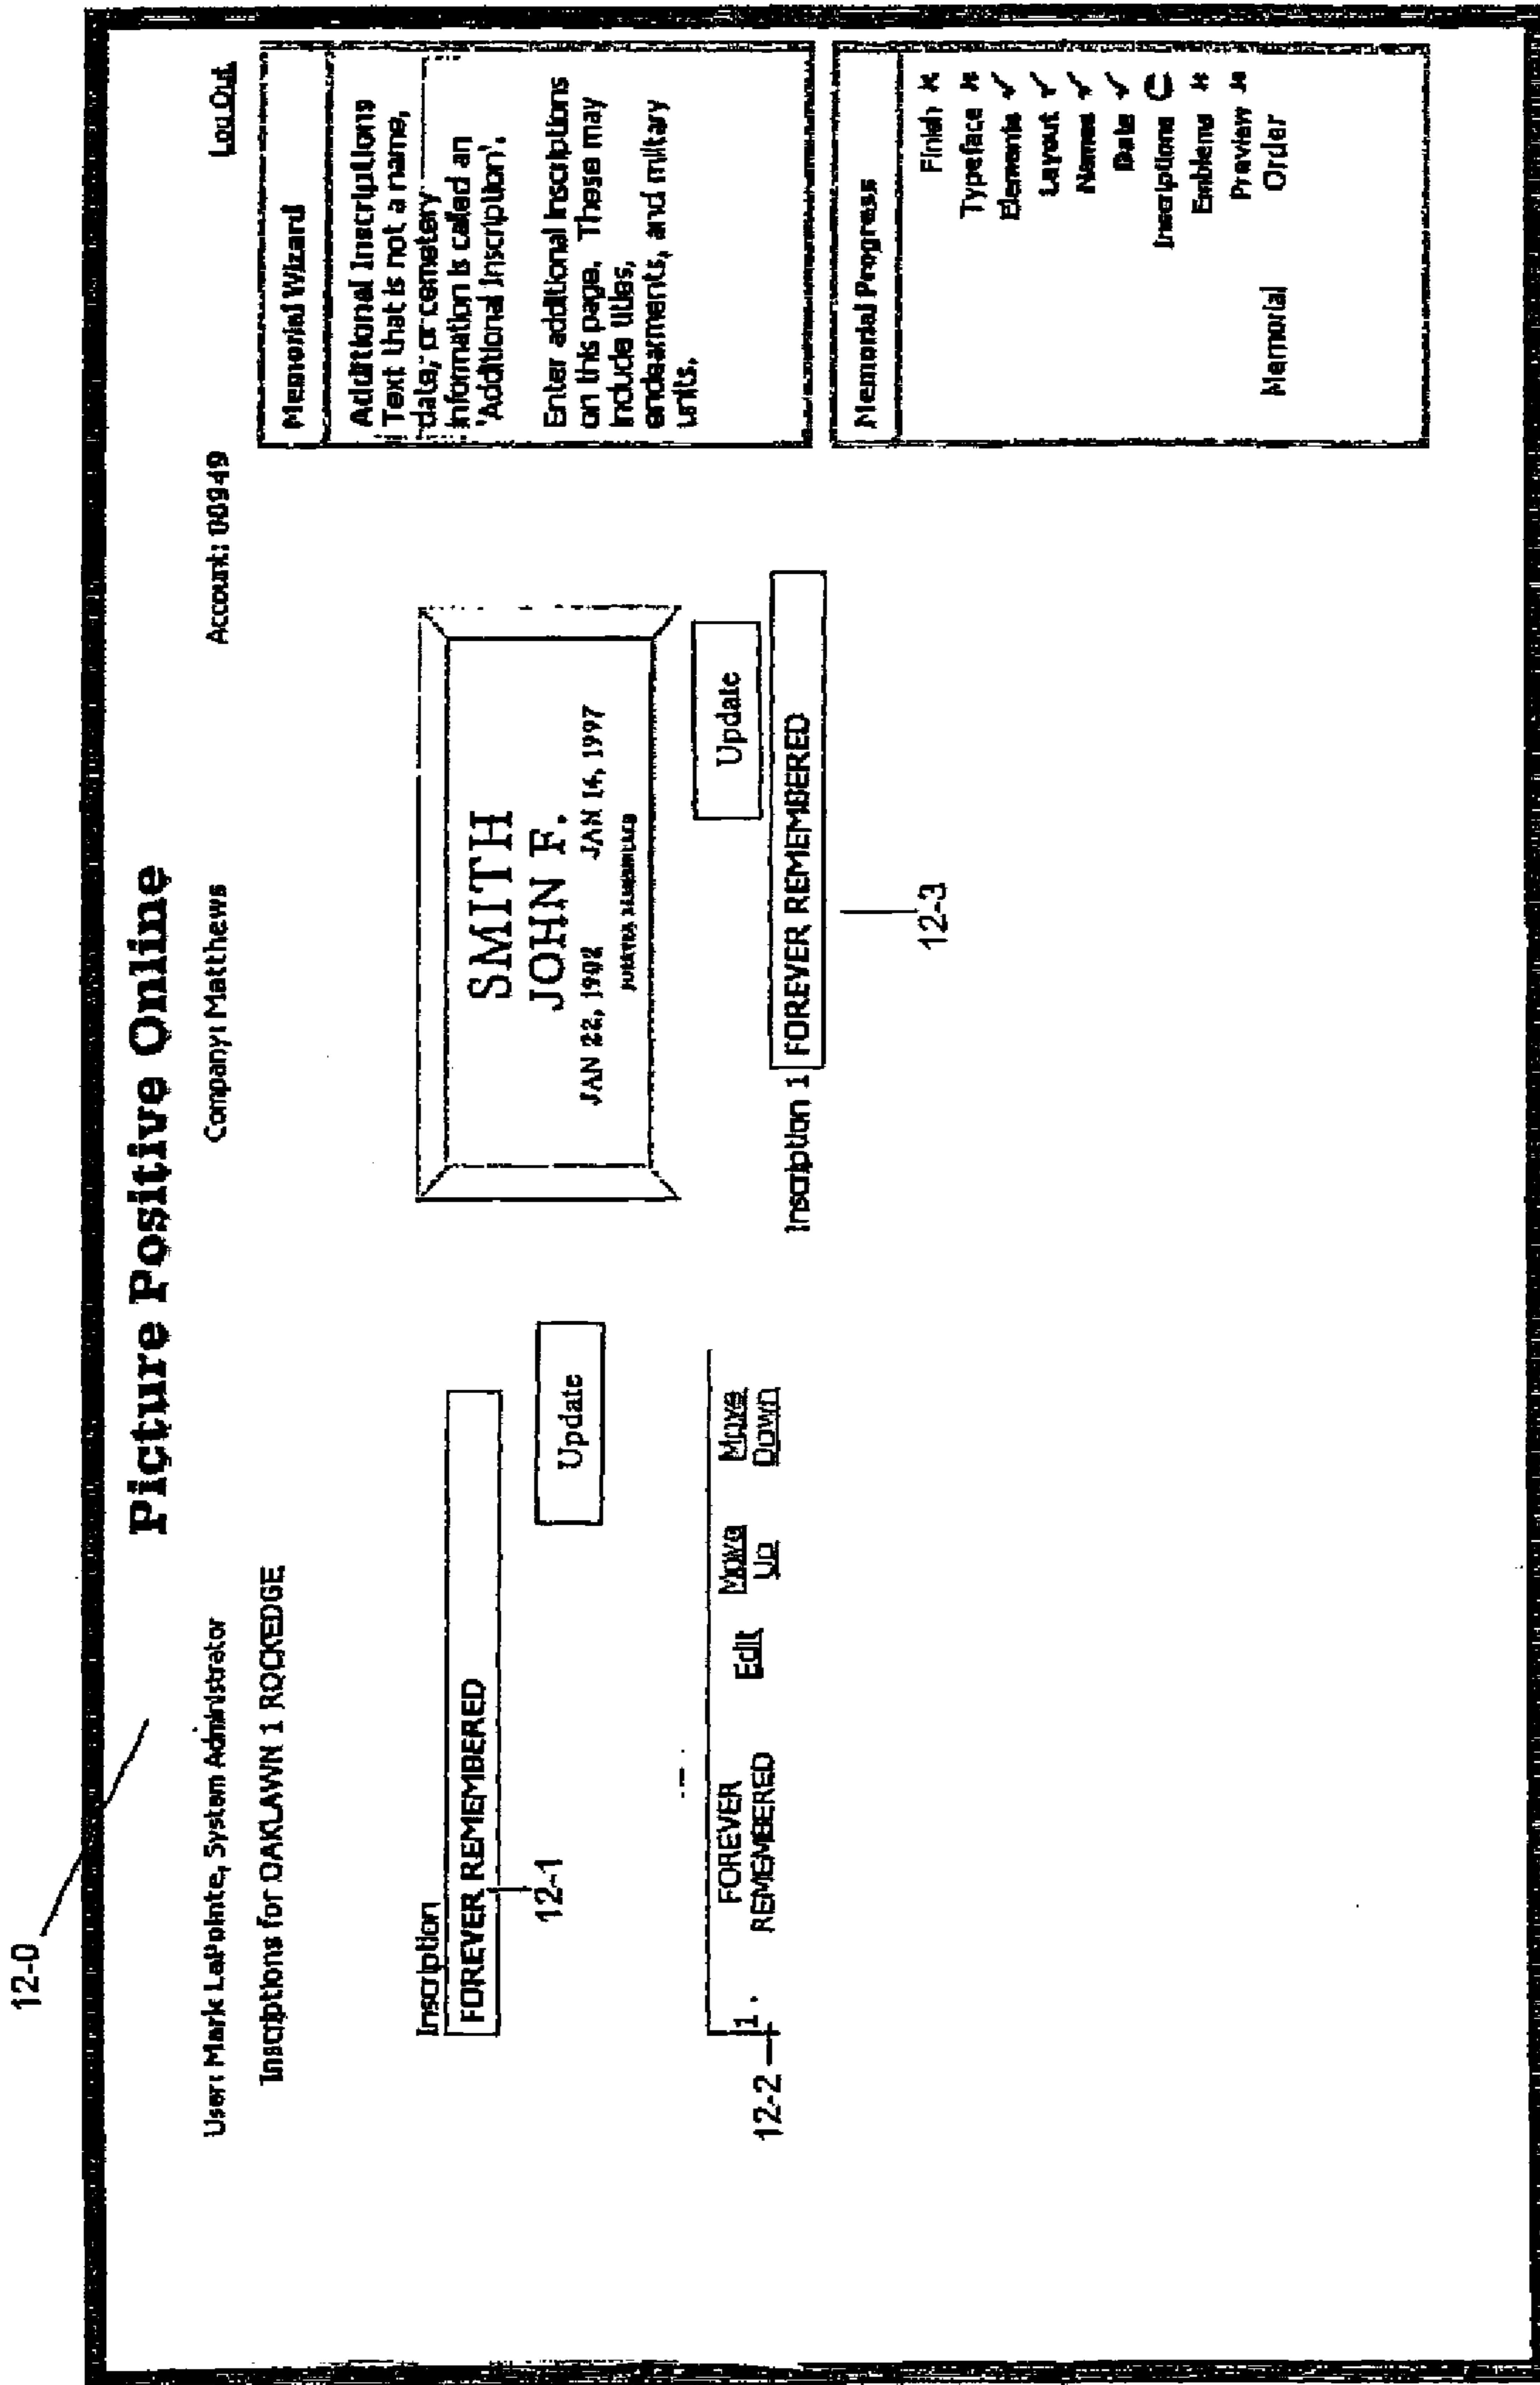 12-0
Picture Positive Online
User: Mark LaPointe, System Administrator
Company: Matthews
Account: 00949
Log Out
Inscriptions for OAKLAWN 1 ROCKEDGE
Inscription
FOREVER REMEMBERED
12-1
Update
12-2
1.
FOREVER
REMEMBERED
Edit
Move
Up
Move
Down
SMITH
JOHN F.
JAN 22, 1902 JAN 14, 1997
FOREVER REMEMBERED
Update
Inscription 1 FOREVER REMEMBERED
12-3
Memorial Wizard
Additional Inscriptions
Text that is not a name,
date, or cemetery
information is called an
'Additional Inscription'.
Enter additional inscriptions
on this page. These may
include titles,
endearments, and military
units.
Memorial Progress
Finish
Typeface
Elements ✓
Layout ✓
Names ✓
Date ✓
Inscriptions
Emblems
Preview
Memorial Order